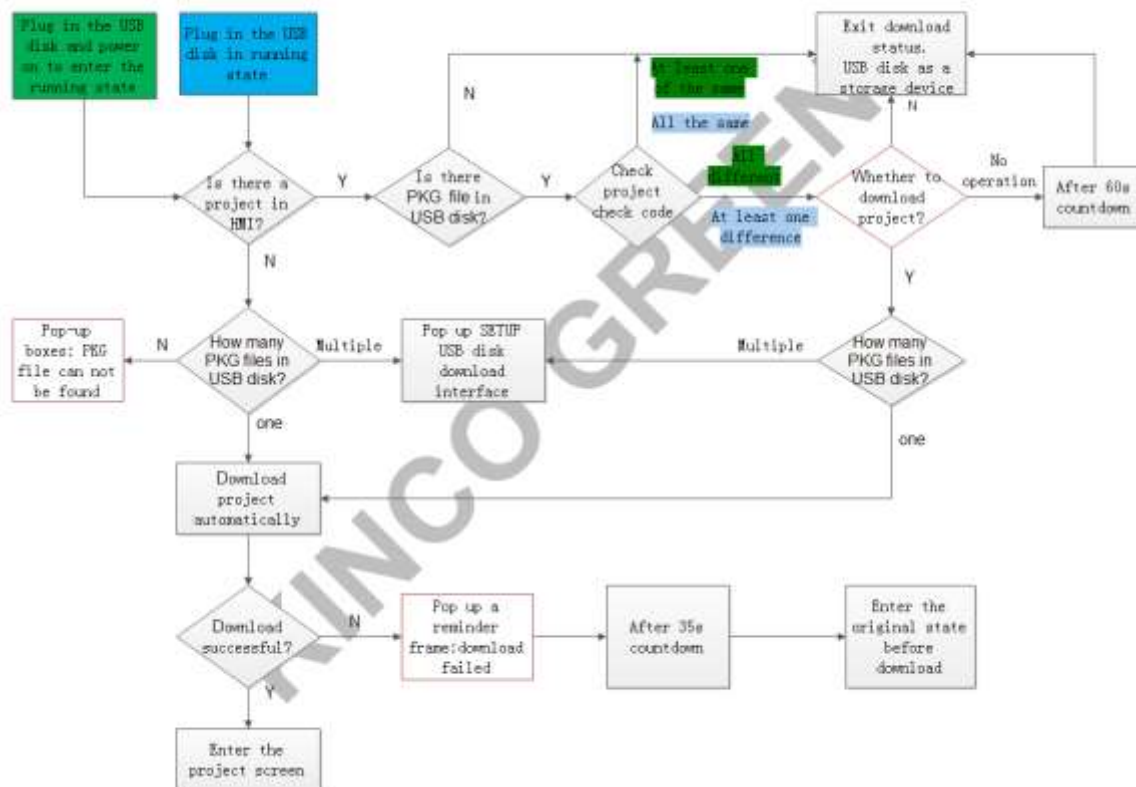 Plug in the USB
disk and power
on to enter the
running state
Plug in the USB
disk in running
state
Exit download
status.
USB disk as a
storage device
At least one
of the same
All the same
N
N
Is there a
project in
HMI?
Y
Is there
PKG file in
USB disk?
Y
Check
project
check code
All
different
At least one
difference
Whether to
download
project?
No
operation
After 60s
countdown
N
Y
Pop-up
boxes: PKG
file can not
be found
N
How many
PKG files in
USB disk?
Multiple
Pop up SETUP
USB disk
download
interface
Multiple
How many
PKG files in
USB disk?
one
one
Download
project
automatically
Download
successful?
N
Pop up a
reminder
frame:download
failed
After 35s
countdown
Enter the
original state
before
download
Y
Enter the
project screen
KINCO GREEN